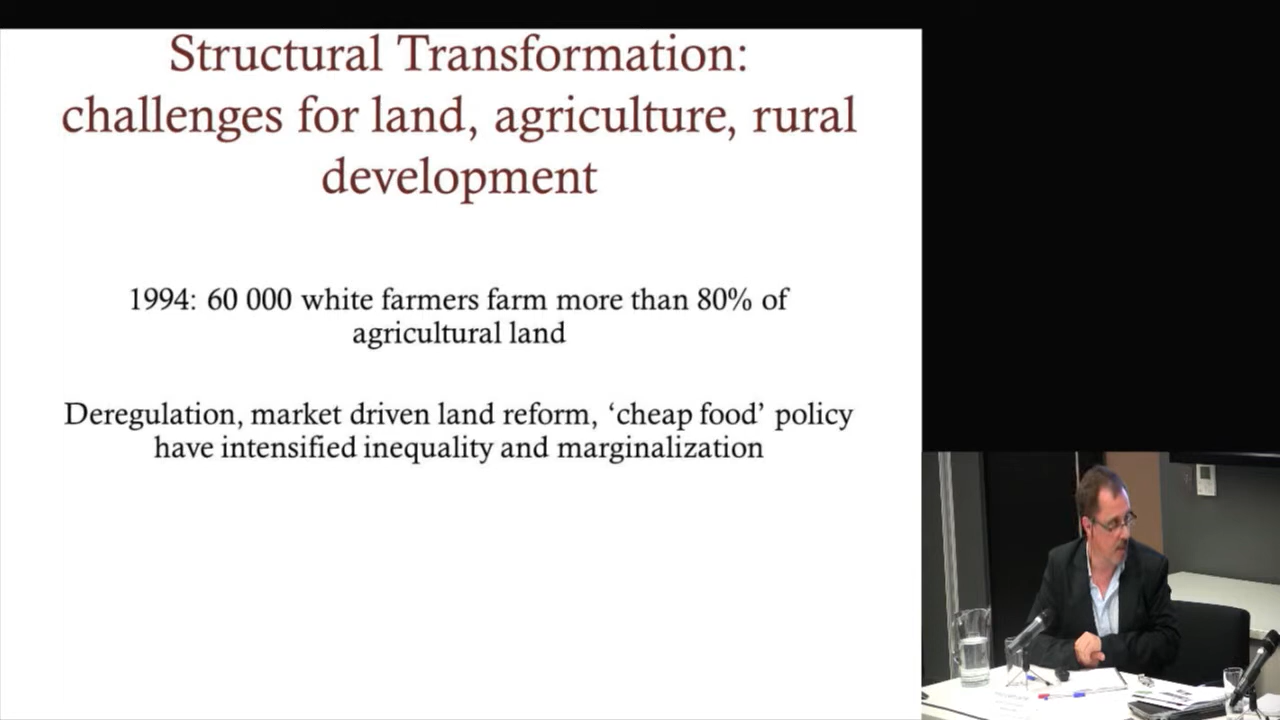 Structural Transformation:
challenges for land, agriculture, rural
development
1994: 60 000 white farmers farm more than 80% of
agricultural land
Deregulation, market driven land reform, ‘cheap food’ policy
have intensified inequality and marginalization